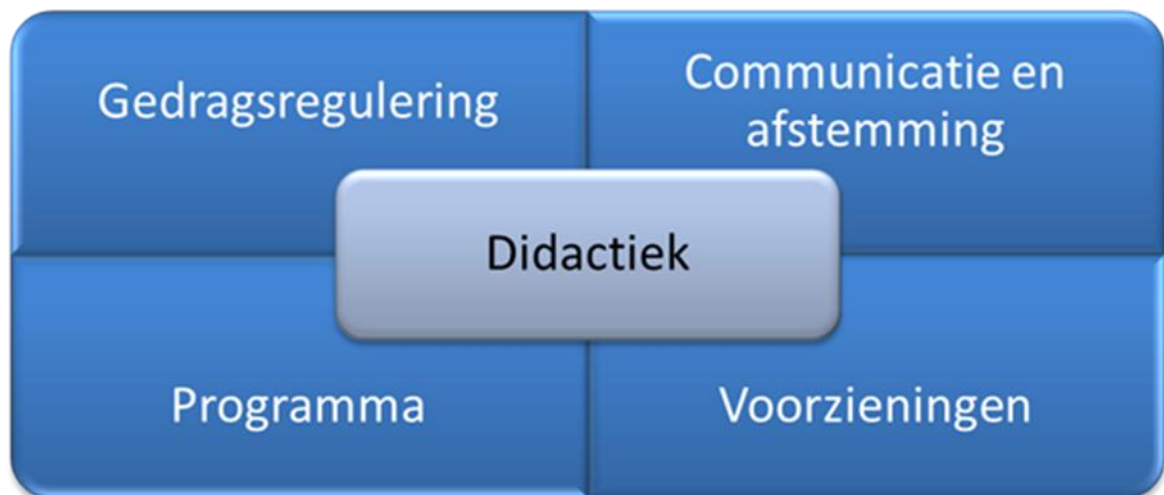 Gedragsregulering
Communicatie en
afstemming
Didactiek
Programma
Voorzieningen